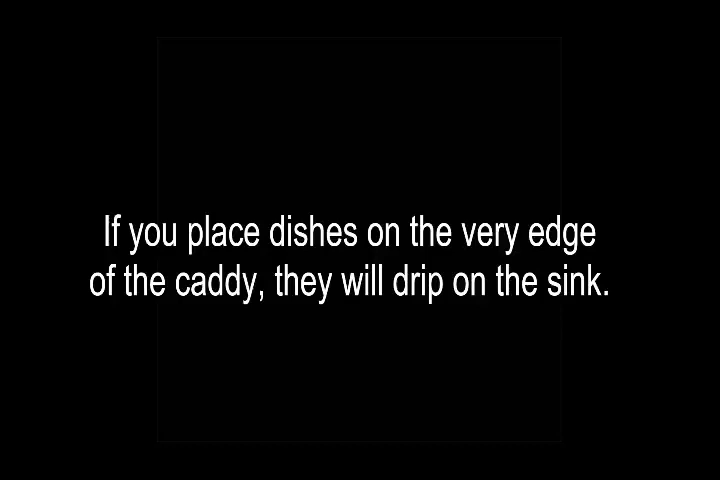 If you place dishes on the very edge
of the caddy, they will drip on the sink.